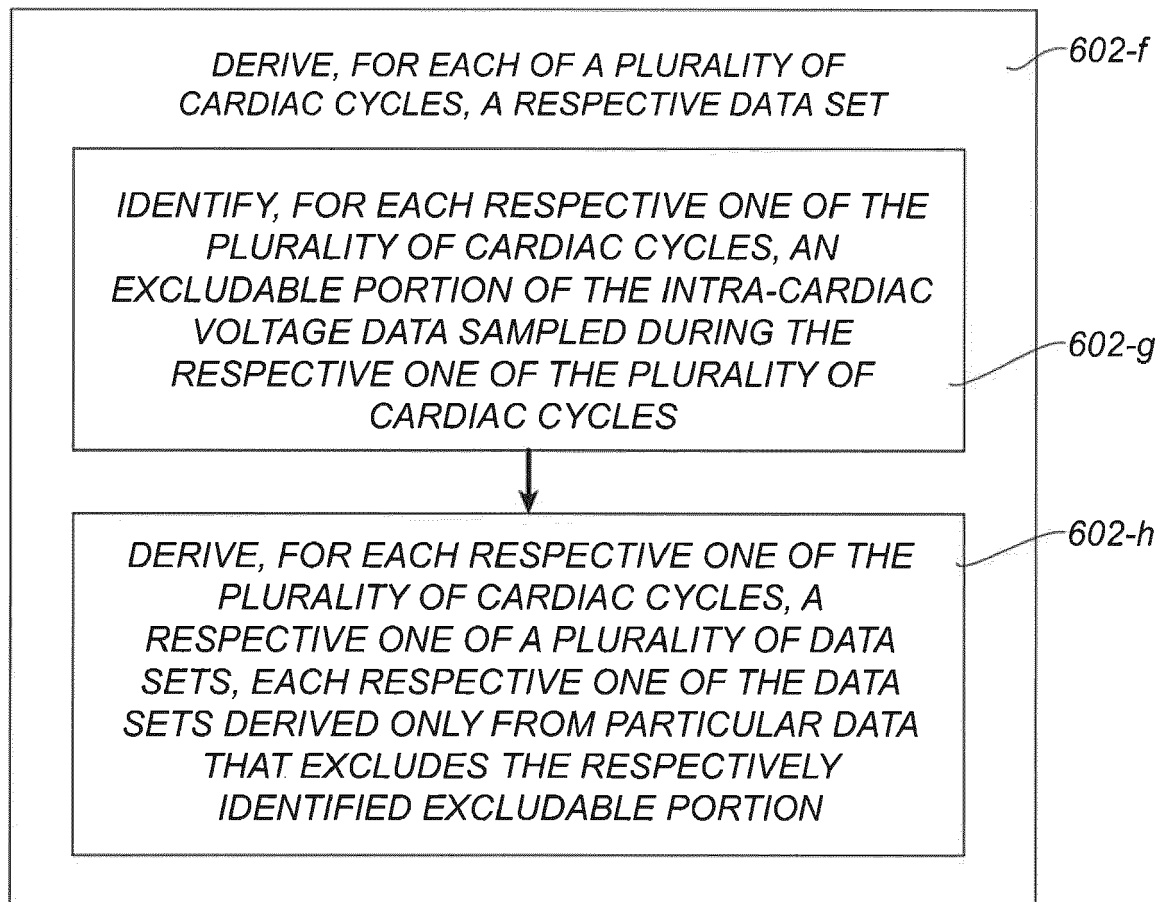 DERIVE, FOR EACH OF A PLURALITY OF
CARDIAC CYCLES, A RESPECTIVE DATA SET
602-f
IDENTIFY, FOR EACH RESPECTIVE ONE OF THE
PLURALITY OF CARDIAC CYCLES, AN
EXCLUDABLE PORTION OF THE INTRA-CARDIAC
VOLTAGE DATA SAMPLED DURING THE
RESPECTIVE ONE OF THE PLURALITY OF
CARDIAC CYCLES
602-g
DERIVE, FOR EACH RESPECTIVE ONE OF THE
PLURALITY OF CARDIAC CYCLES, A
RESPECTIVE ONE OF A PLURALITY OF DATA
SETS, EACH RESPECTIVE ONE OF THE DATA
SETS DERIVED ONLY FROM PARTICULAR DATA
THAT EXCLUDES THE RESPECTIVELY
IDENTIFIED EXCLUDABLE PORTION
602-h